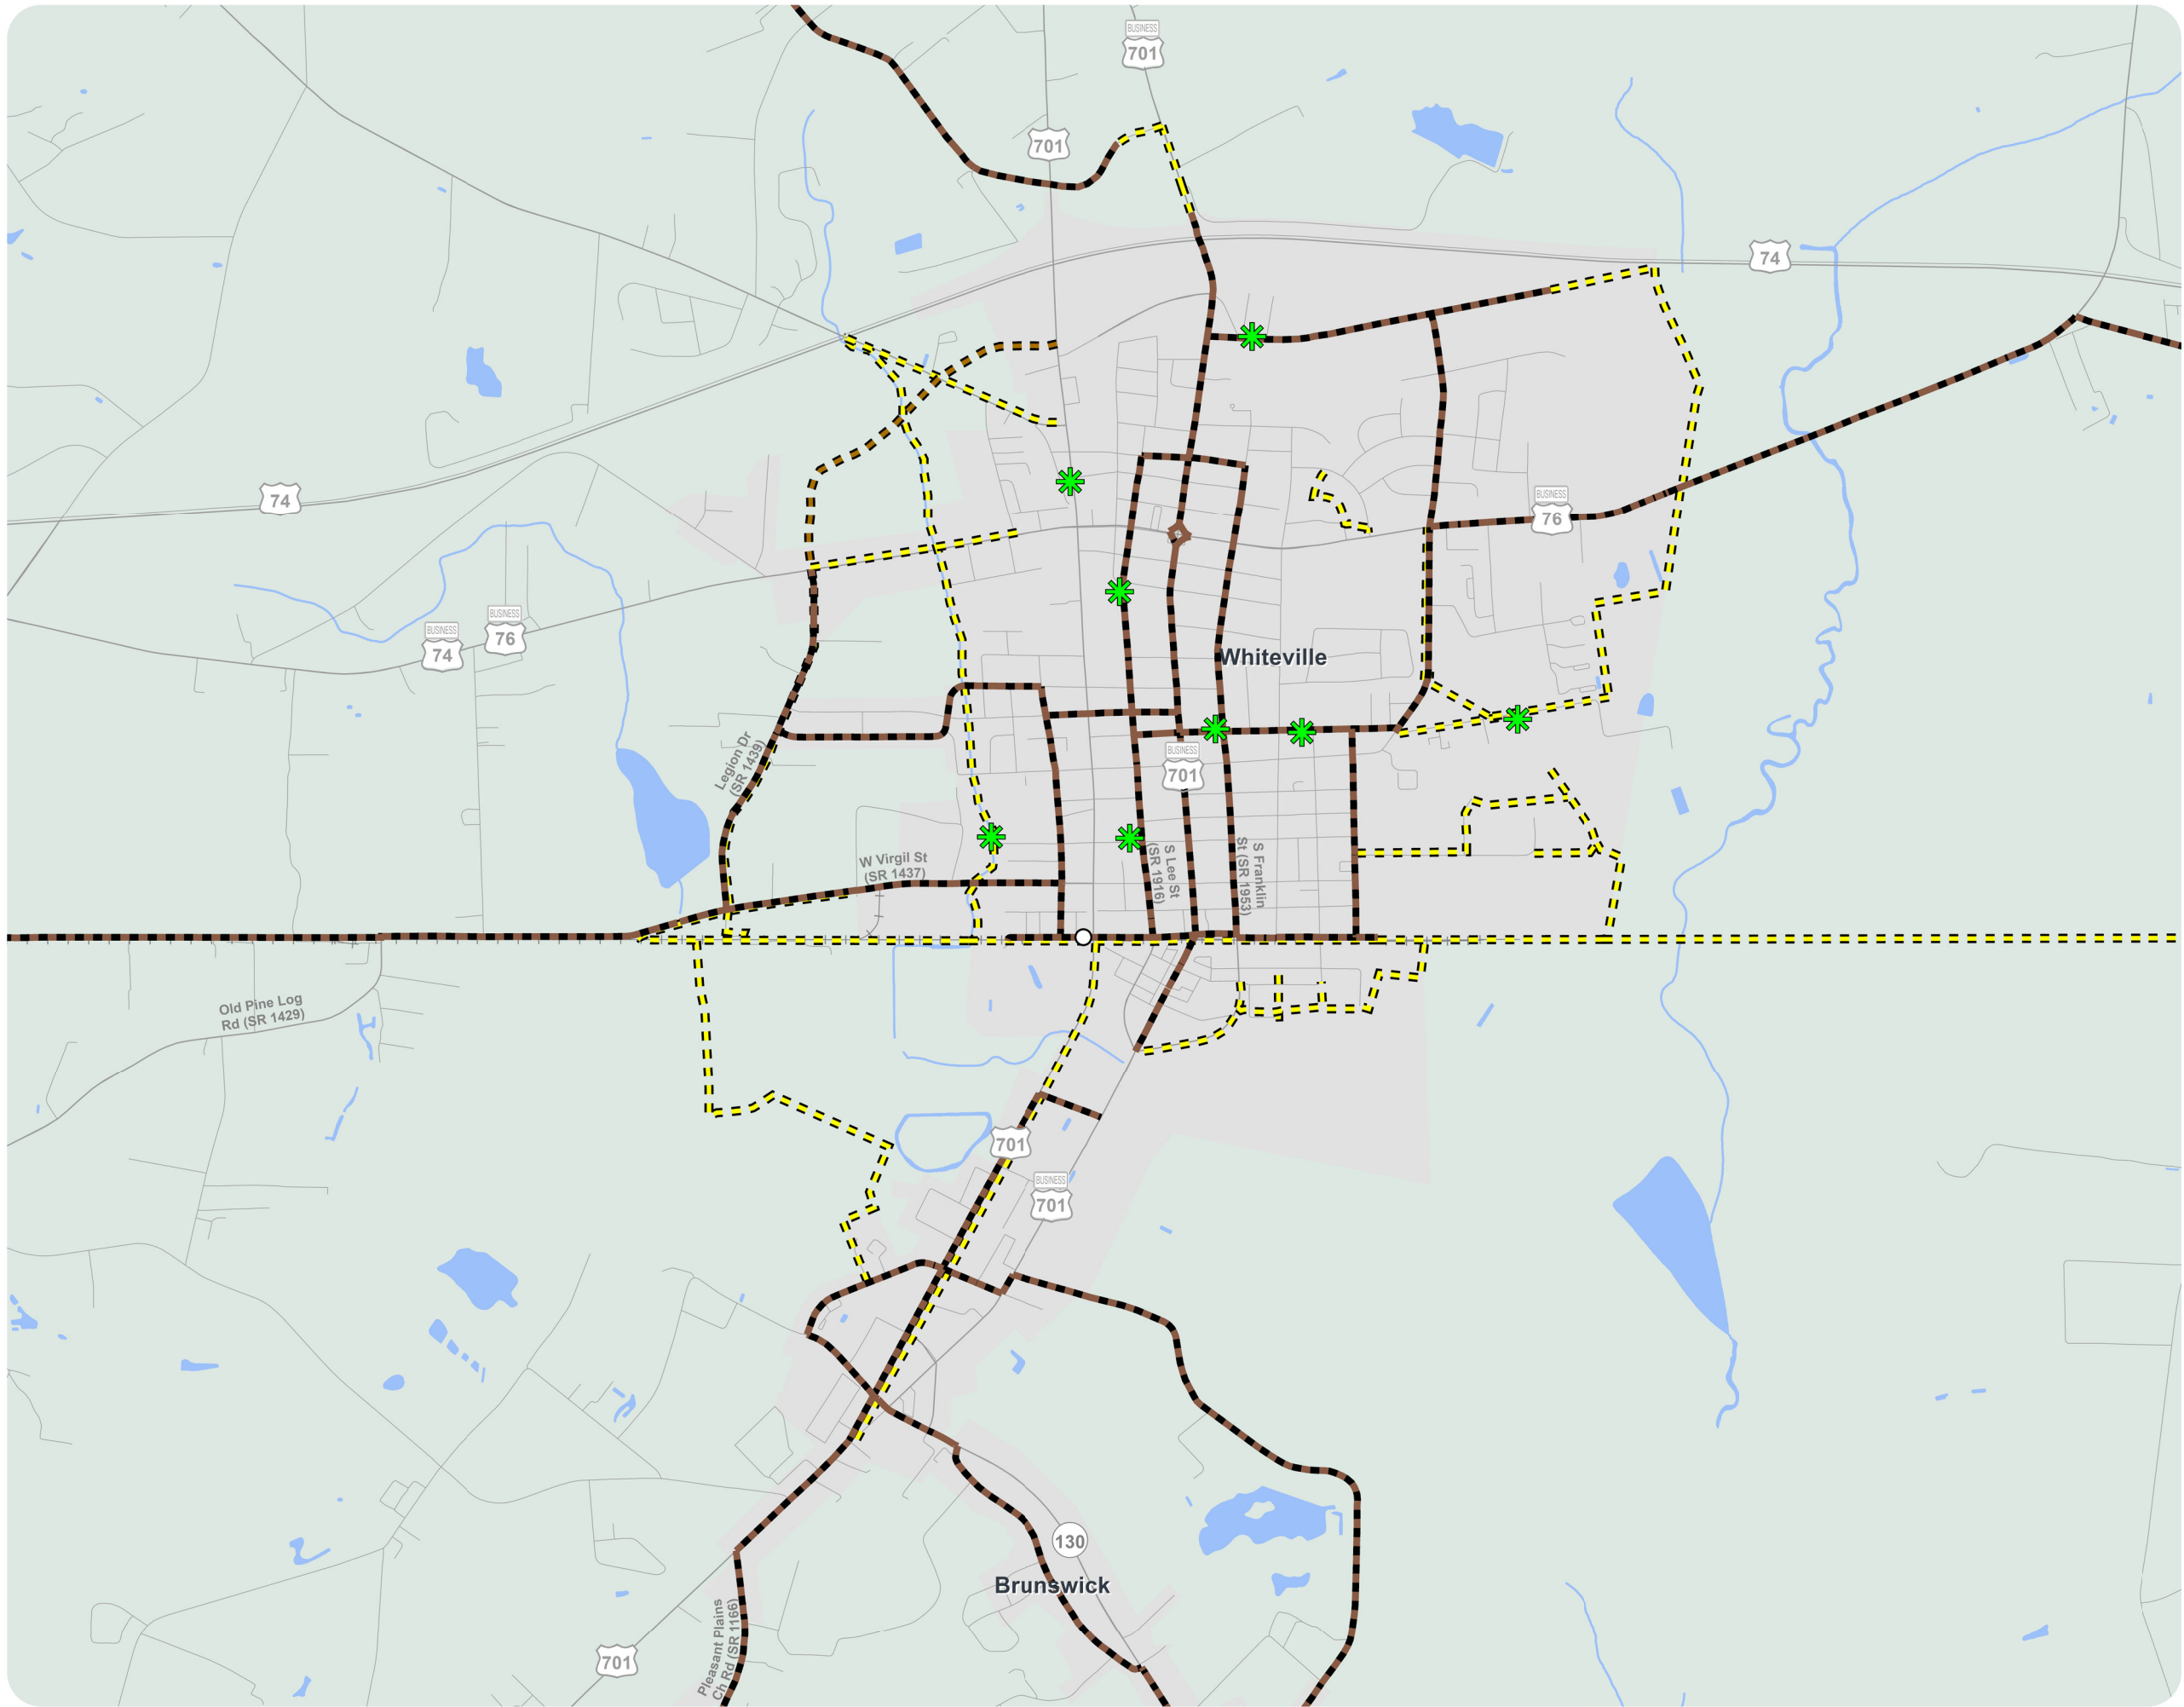 BUSINESS
701
701
74
74
BUSINESS
76
BUSINESS
76
BUSINESS
74
Whiteville
Legion Dr
(SR 1439)
BUSINESS
701
W Virgil St
(SR 1437)
S Lee St
(SR 1916)
S Franklin
St (SR 1953)
Old Pine Log
Rd (SR 1429)
701
BUSINESS
701
130
Brunswick
Pleasant Plains
Ch Rd (SR 1166)
701